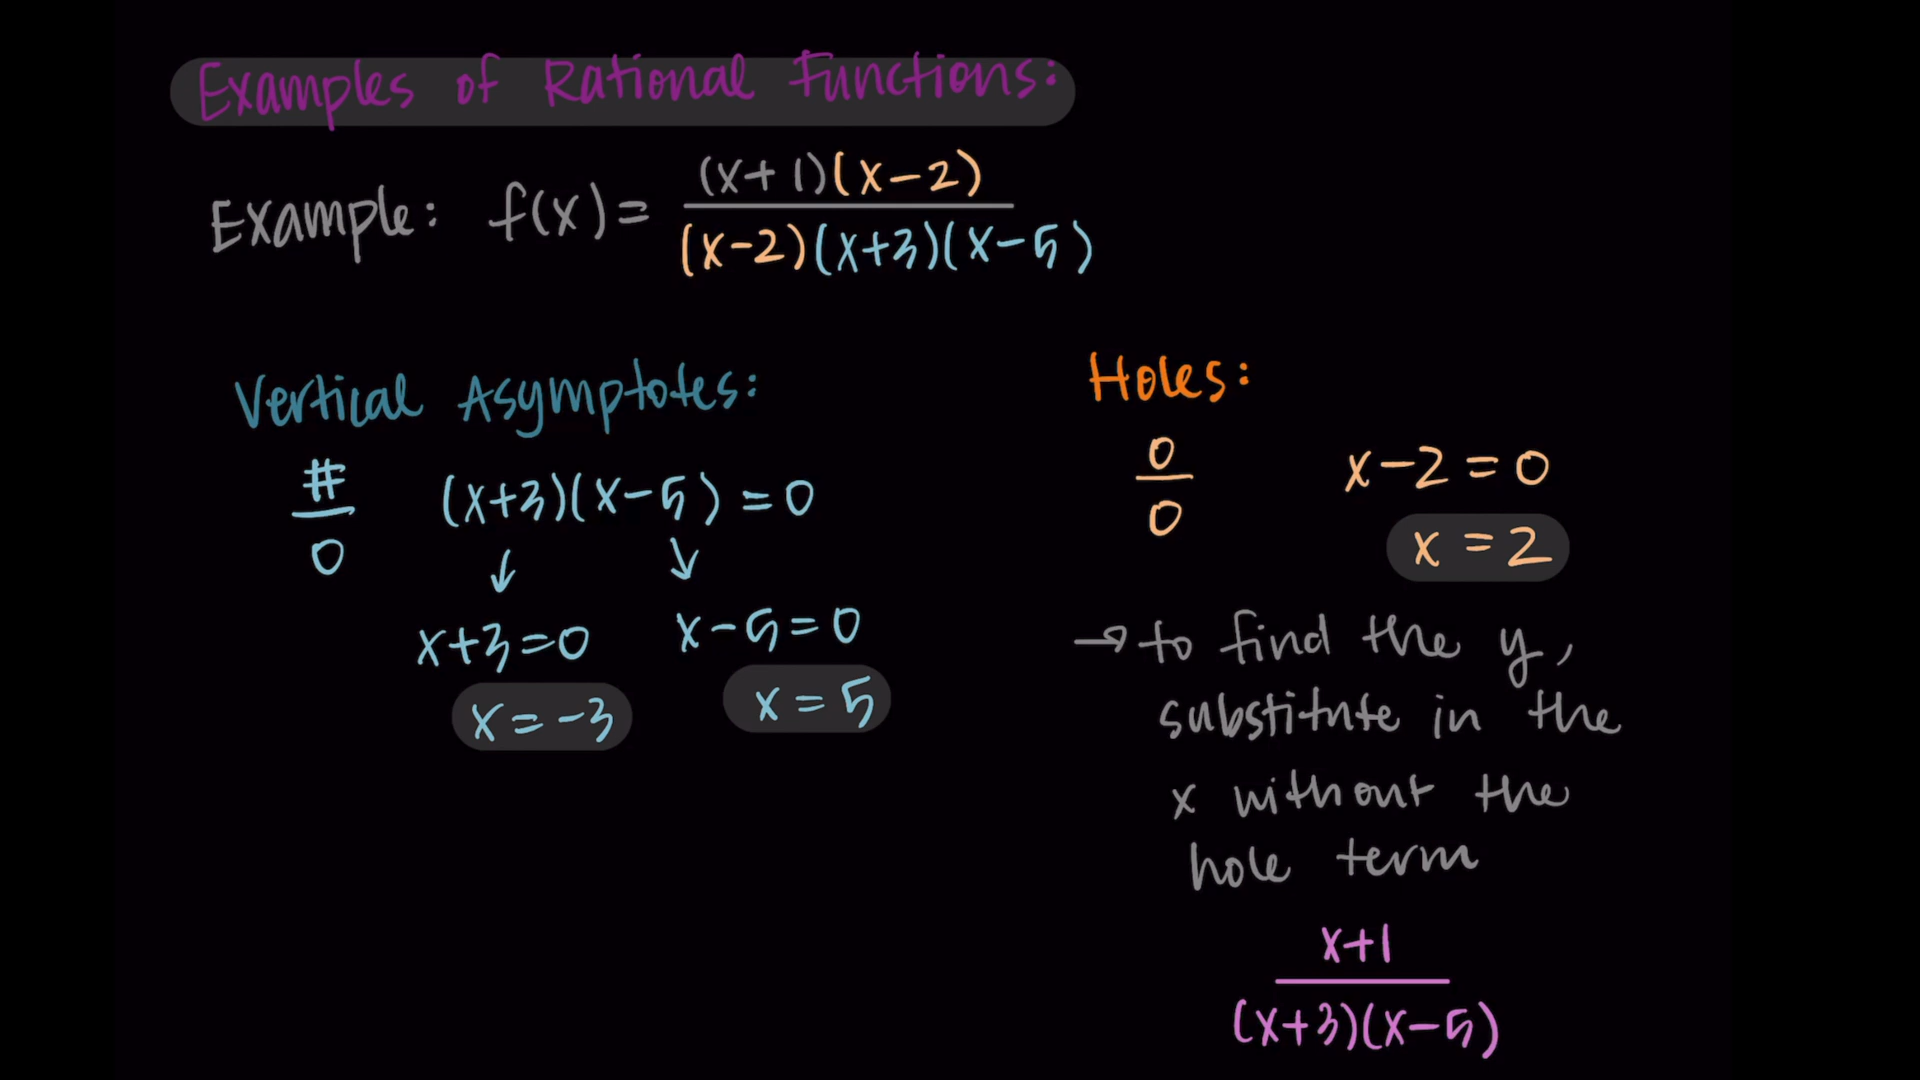 Examples of Rational Functions:
Example: f(x) = (x+1)(x-2)
(x-2)(x+3)(x-5)
Vertical Asymptotes:
#
0
(x+3)(x-5) = 0
↓ ↓
x+3=0 x-5=0
x=-3 x=5
Holes:
0
0
x-2=0
x=2
→ to find the y,
substitute in the
x without the
hole term
x+1
(x+3)(x-5)